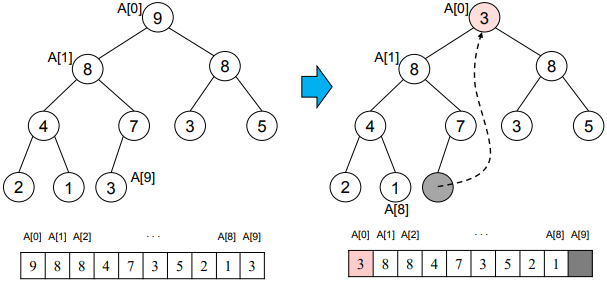 A[0] 9
A[1] 8 8
4 7 3 5
2 1 3 A[9]
A[0] A[1] A[2] . . . A[8] A[9]
9 8 8 4 7 3 5 2 1 3
A[0] 3
A[1] 8 8
4 7 3 5
2 1
A[8]
A[0] A[1] A[2] . . . A[8] A[9]
3 8 8 4 7 3 5 2 1